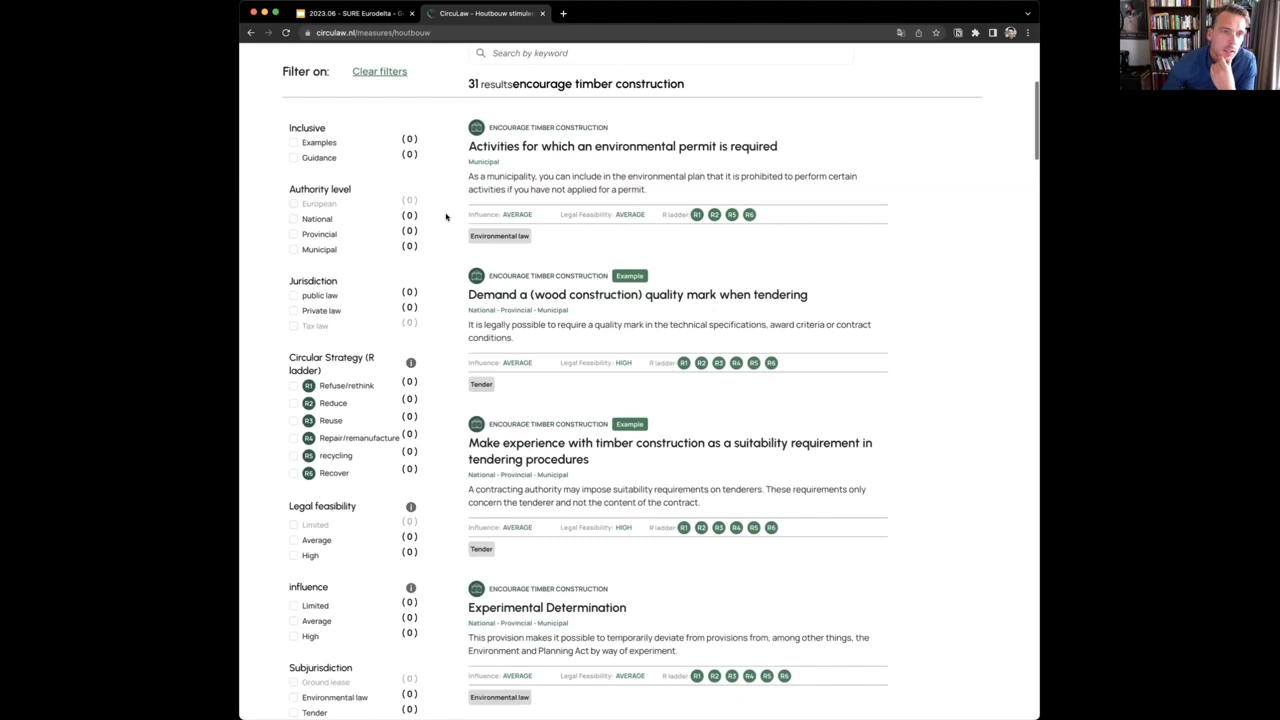 2023.06 - SURE Eurodelta - G
CircuLaw - Houtbouw stimule
circulaw.nl/measures/houtbouw
Search by keyword
Filter on:
Clear filters
31 resultsencourage timber construction
Inclusive
Examples (0)
Guidance (0)
Authority level
European (0)
National (0)
Provincial (0)
Municipal (0)
Jurisdiction
public law (0)
Private law (0)
Tax law (0)
Circular Strategy (R
ladder)
R1 Refuse/rethink (0)
R2 Reduce (0)
R3 Reuse (0)
R4 Repair/remanufacture (0)
R5 recycling (0)
R6 Recover (0)
Legal feasibility
Limited (0)
Average (0)
High (0)
influence
Limited (0)
Average (0)
High (0)
Subjurisdiction
Ground lease (0)
Environmental law (0)
Tender (0)
ENCOURAGE TIMBER CONSTRUCTION
Activities for which an environmental permit is required
Municipal
As a municipality, you can include in the environmental plan that it is prohibited to perform certain
activities if you have not applied for a permit.
Influence: AVERAGE Legal Feasibility: AVERAGE R ladder R1 R2 R5 R6
Environmental law
ENCOURAGE TIMBER CONSTRUCTION Example
Demand a (wood construction) quality mark when tendering
National - Provincial - Municipal
It is legally possible to require a quality mark in the technical specifications, award criteria or contract
conditions.
Influence: AVERAGE Legal Feasibility: HIGH R ladder R1 R2 R3 R4 R5 R6
Tender
ENCOURAGE TIMBER CONSTRUCTION Example
Make experience with timber construction as a suitability requirement in
tendering procedures
National - Provincial - Municipal
A contracting authority may impose suitability requirements on tenderers. These requirements only
concern the tenderer and not the content of the contract.
Influence: AVERAGE Legal Feasibility: HIGH R ladder R1 R2 R3 R4 R5 R6
Tender
ENCOURAGE TIMBER CONSTRUCTION
Experimental Determination
National - Provincial - Municipal
This provision makes it possible to temporarily deviate from provisions from, among other things, the
Environment and Planning Act by way of experiment.
Influence: AVERAGE Legal Feasibility: AVERAGE R ladder R1 R2 R3 R4 R5 R6
Environmental law